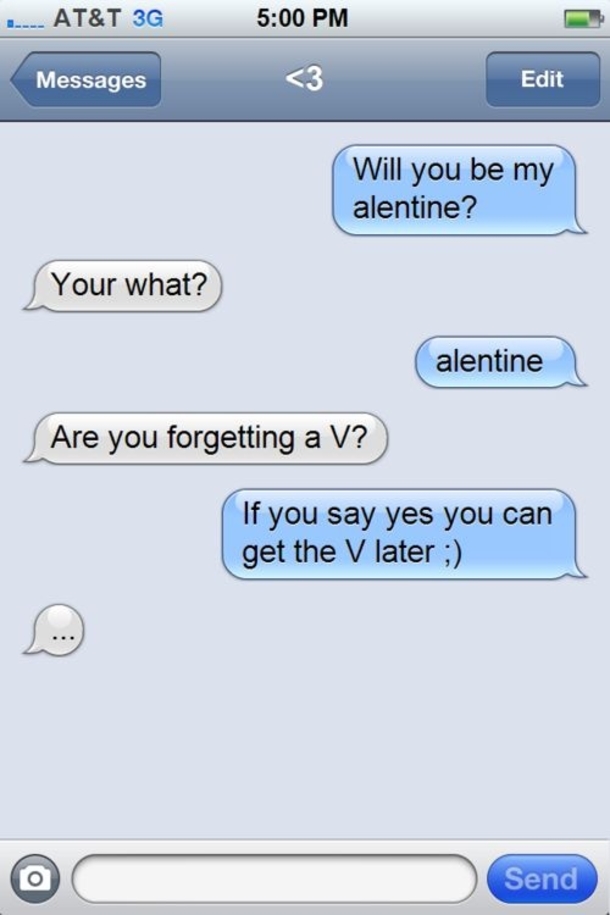 AT&T 3G 5:00 PM
Messages <3 Edit
Will you be my
alentine?
Your what?
alentine
Are you forgetting a V?
If you say yes you can
get the V later ;)
...
Send